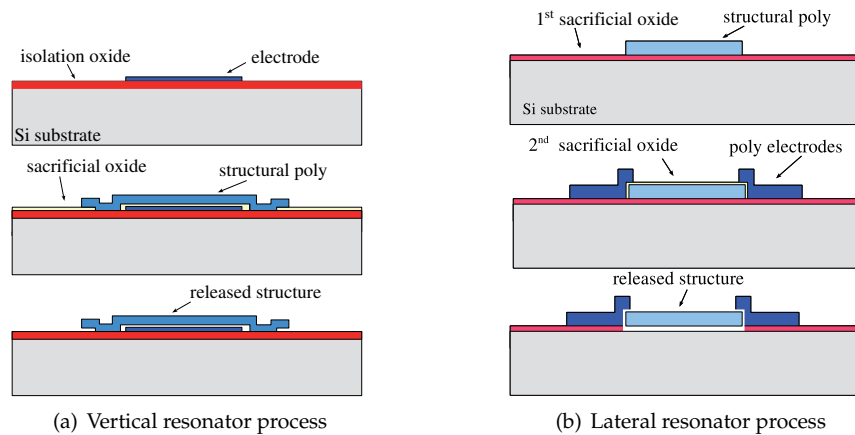 isolation oxide
electrode
Si substrate
sacrificial oxide
structural poly
released structure
(a) Vertical resonator process
1st sacrificial oxide
structural poly
Si substrate
2nd sacrificial oxide
poly electrodes
released structure
(b) Lateral resonator process